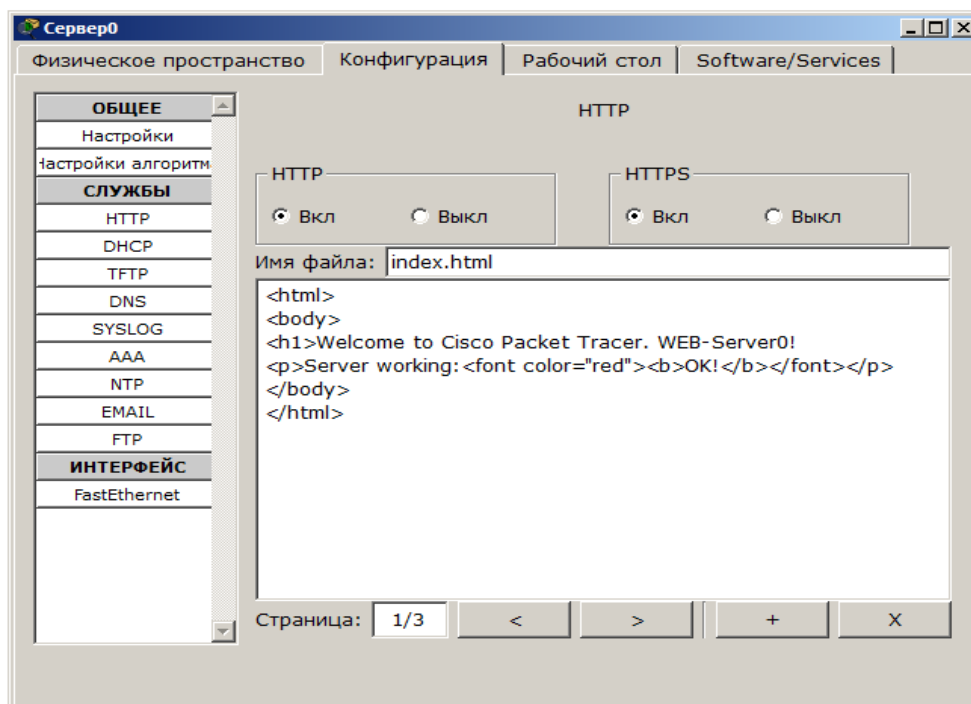 Сервер0
Физическое пространство Конфигурация Рабочий стол Software/Services
ОБЩЕЕ
Настройки
Настройки алгоритм
СЛУЖБЫ
HTTP
DHCP
TFTP
DNS
SYSLOG
AAA
NTP
EMAIL
FTP
ИНТЕРФЕЙС
FastEthernet
HTTP
HTTP
Вкл Выкл
HTTPS
Вкл Выкл
Имя файла: index.html
<html>
<body>
<h1>Welcome to Cisco Packet Tracer. WEB-Server0!
<p>Server working:<font color="red"><b>OK!</b></font></p>
</body>
</html>
Страница: 1/3 < > + X